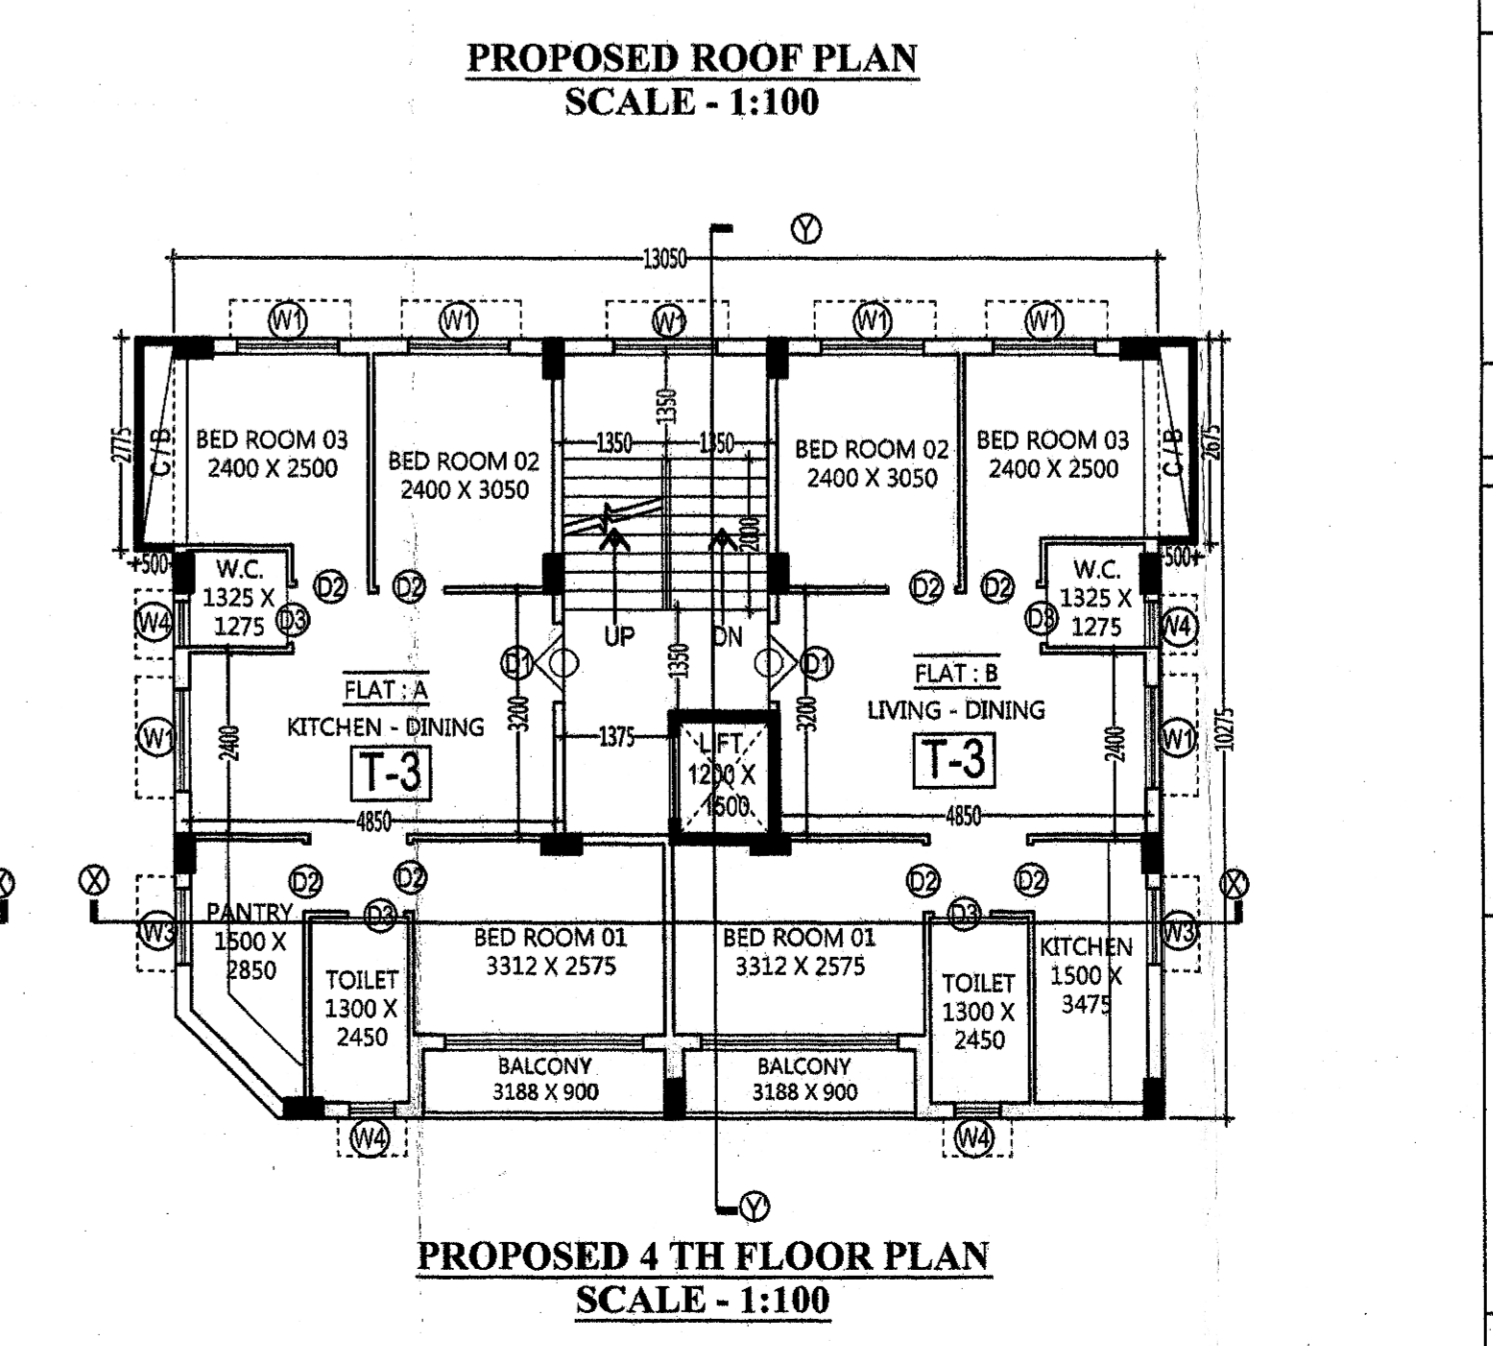 PROPOSED ROOF PLAN
SCALE - 1:100
Y
13050
W1
W1
W1
W1
W1
2775
C/B
BED ROOM 03
2400 X 2500
BED ROOM 02
2400 X 3050
1350
1350
1350
2000
BED ROOM 02
2400 X 3050
BED ROOM 03
2400 X 2500
C/B
2675
500
W.C.
1325 X
1275
D2
D2
D3
W4
UP
DN
D2
D2
D3
W.C.
1325 X
1275
500
W4
D1
1350
D1
FLAT : A
KITCHEN - DINING
T-3
3200
2400
W1
1375
LIFT
1200 X
1500
3200
FLAT : B
LIVING - DINING
T-3
2400
W1
10275
4850
4850
X
X
D2
D2
D2
D2
X
W3
PANTRY
1500 X
2850
D3
TOILET
1300 X
2450
BED ROOM 01
3312 X 2575
BED ROOM 01
3312 X 2575
D3
TOILET
1300 X
2450
KITCHEN
1500 X
3475
W3
BALCONY
3188 X 900
BALCONY
3188 X 900
W4
W4
Y'
PROPOSED 4 TH FLOOR PLAN
SCALE - 1:100